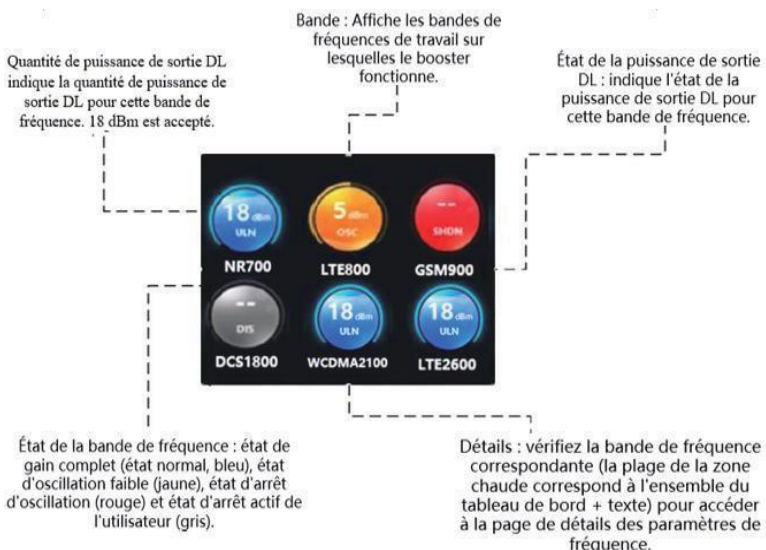 Bande : Affiche les bandes de
fréquences de travail sur
lesquelles le booster
fonctionne.
Quantité de puissance de sortie DL
indique la quantité de puissance de
sortie DL pour cette bande de
fréquence. 18 dBm est accepté.
État de la puissance de sortie
DL : indique l'état de la
puissance de sortie DL pour
cette bande de fréquence.
18 dBm
ULN
NR700
5 dBm
OSC
LTE800
--
SHDN
GSM900
--
DIS
DCS1800
18 dBm
ULN
WCDMA2100
18 dBm
ULN
LTE2600
État de la bande de fréquence : état de
gain complet (état normal, bleu), état
d'oscillation faible (jaune), état d'arrêt
d'oscillation (rouge) et état d'arrêt actif de
l'utilisateur (gris).
Détails : vérifiez la bande de fréquence
correspondante (la plage de la zone
chaude correspond à l'ensemble du
tableau de bord + texte) pour accéder
à la page de détails des paramètres de
fréquence.